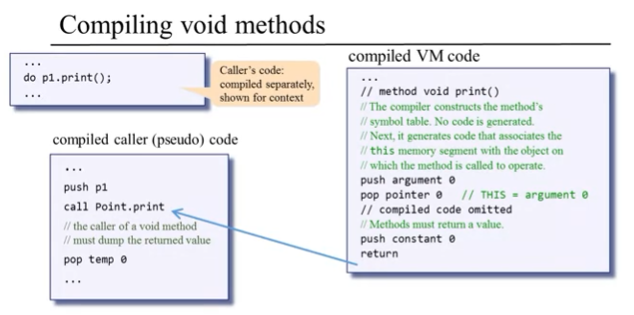 Compiling void methods
...
do p1.print();
...
Caller's code:
compiled separately,
shown for context
compiled caller (pseudo) code
...
push p1
call Point.print
// the caller of a void method
// must dump the returned value
pop temp 0
...
compiled VM code
...
// method void print()
// The compiler constructs the method's
// symbol table. No code is generated.
// Next, it generates code that associates the
// this memory segment with the object on
// which the method is called to operate.
push argument 0
pop pointer 0 // THIS = argument 0
// compiled code omitted
// Methods must return a value.
push constant 0
return